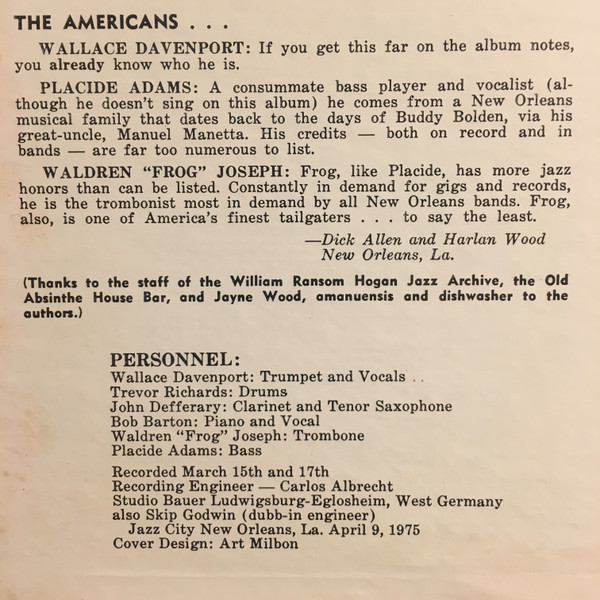 THE AMERICANS . . .
WALLACE DAVENPORT: If you get this far on the album notes,
you already know who he is.
PLACIDE ADAMS: A consummate bass player and vocalist (al-
though he doesn't sing on this album) he comes from a New Orleans
musical family that dates back to the days of Buddy Bolden, via his
great-uncle, Manuel Manetta. His credits — both on record and in
bands — are far too numerous to list.
WALDREN "FROG" JOSEPH: Frog, like Placide, has more jazz
honors than can be listed. Constantly in demand for gigs and records,
he is the trombonist most in demand by all New Orleans bands. Frog,
also, is one of America's finest tailgaters . . . to say the least.
—Dick Allen and Harlan Wood
New Orleans, La.
(Thanks to the staff of the William Ransom Hogan Jazz Archive, the Old
Absinthe House Bar, and Jayne Wood, amanuensis and dishwasher to the
authors.)
PERSONNEL:
Wallace Davenport: Trumpet and Vocals . .
Trevor Richards: Drums
John Defferary: Clarinet and Tenor Saxophone
Bob Barton: Piano and Vocal
Waldren "Frog" Joseph: Trombone
Placide Adams: Bass
Recorded March 15th and 17th
Recording Engineer — Carlos Albrecht
Studio Bauer Ludwigsburg-Eglosheim, West Germany
also Skip Godwin (dubb-in engineer)
Jazz City New Orleans, La. April 9, 1975
Cover Design: Art Milbon